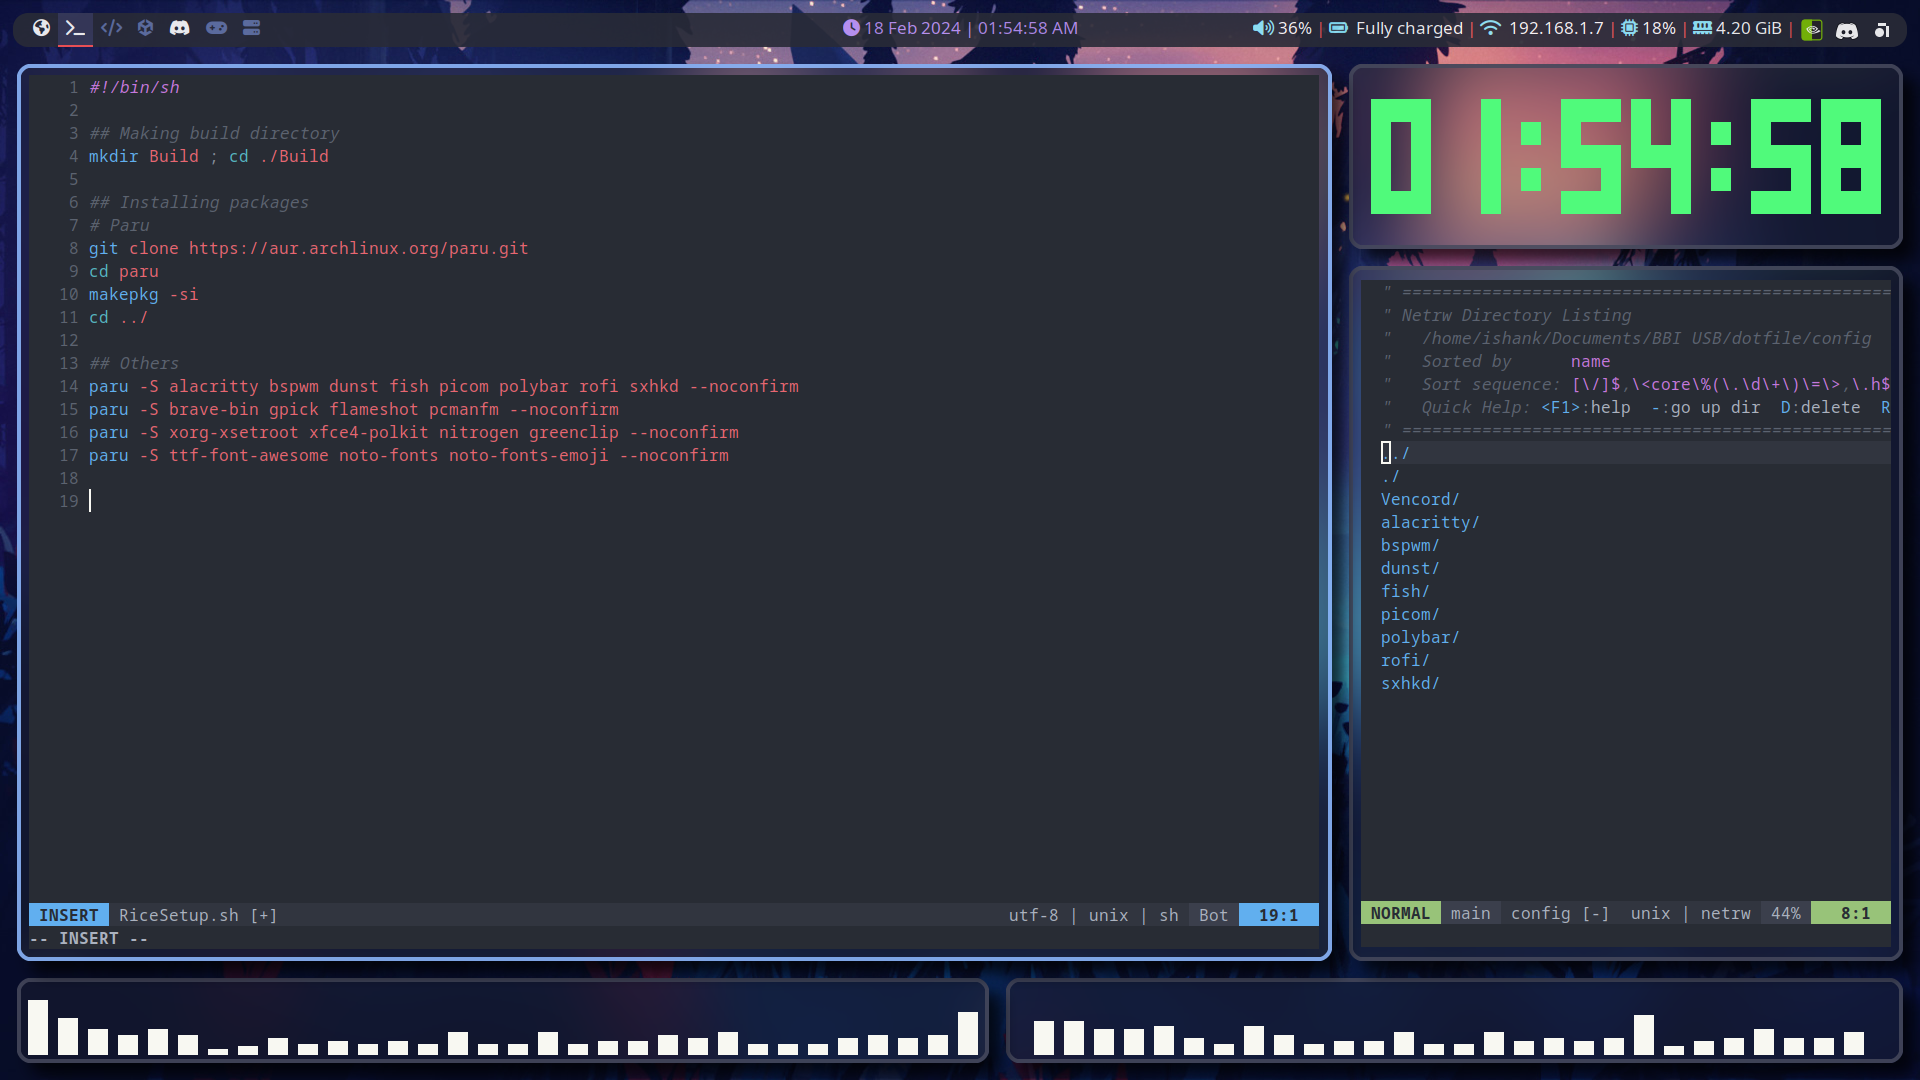 18 Feb 2024 | 01:54:58 AM
36% | Fully charged | 192.168.1.7 | 18% | 4.20 GiB |
1 #!/bin/sh
2
3 ## Making build directory
4 mkdir Build ; cd ./Build
5
6 ## Installing packages
7 # Paru
8 git clone https://aur.archlinux.org/paru.git
9 cd paru
10 makepkg -si
11 cd ../
12
13 ## Others
14 paru -S alacritty bspwm dunst fish picom polybar rofi sxhkd --noconfirm
15 paru -S brave-bin gpick flameshot pcmanfm --noconfirm
16 paru -S xorg-xsetroot xfce4-polkit nitrogen greenclip --noconfirm
17 paru -S ttf-font-awesome noto-fonts noto-fonts-emoji --noconfirm
18
19
INSERT RiceSetup.sh [+] utf-8 | unix | sh Bot 19:1
-- INSERT --
01:54:58
" =================================================
" Netrw Directory Listing
" /home/ishank/Documents/BBI USB/dotfile/config
" Sorted by name
" Sort sequence: [\/]$,\<core\%(\.\d\+\)\=\>,\.h$
" Quick Help: <F1>:help -:go up dir D:delete R
" =================================================
../
./
Vencord/
alacritty/
bspwm/
dunst/
fish/
picom/
polybar/
rofi/
sxhkd/
NORMAL main config [-] unix | netrw 44% 8:1